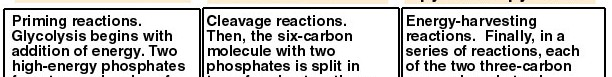 Priming reactions.
Glycolysis begins with
addition of energy. Two
high-energy phosphates
Cleavage reactions.
Then, the six-carbon
molecule with two
phosphates is split in
Energy-harvesting
reactions.  Finally, in a
series of reactions, each
of the two three-carbon